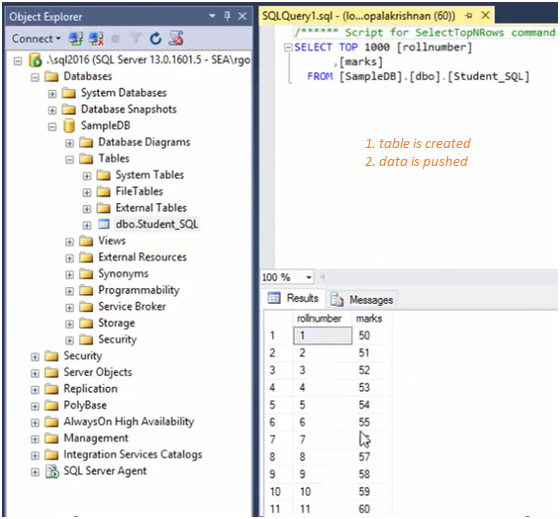 Object Explorer
Connect
.\sql2016 (SQL Server 13.0.1601.5 - SEA\rgo
Databases
System Databases
Database Snapshots
SampleDB
Database Diagrams
Tables
System Tables
FileTables
External Tables
dbo.Student_SQL
Views
External Resources
Synonyms
Programmability
Service Broker
Storage
Security
Security
Server Objects
Replication
PolyBase
AlwaysOn High Availability
Management
Integration Services Catalogs
SQL Server Agent
SQLQuery1.sql - (lo...opalakrishnan (60))
/****** Script for SelectTopNRows command
SELECT TOP 1000 [rollnumber]
,[marks]
FROM [SampleDB].[dbo].[Student_SQL]
1. table is created
2. data is pushed
100 %
Results Messages
rollnumber marks
1 1 50
2 2 51
3 3 52
4 4 53
5 5 54
6 6 55
7 7
8 8 57
9 9 58
10 10 59
11 11 60